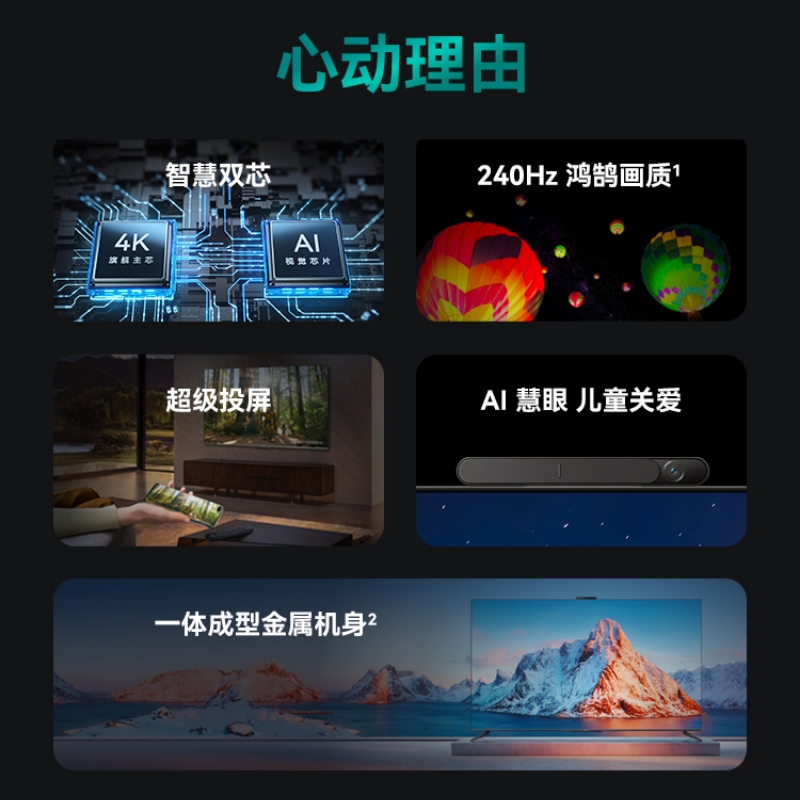 心动理由
智慧双芯
4K
旗舰主芯
AI
视觉芯片
240Hz 鸿鹄画质¹
超级投屏
AI 慧眼 儿童关爱
一体成型金属机身²